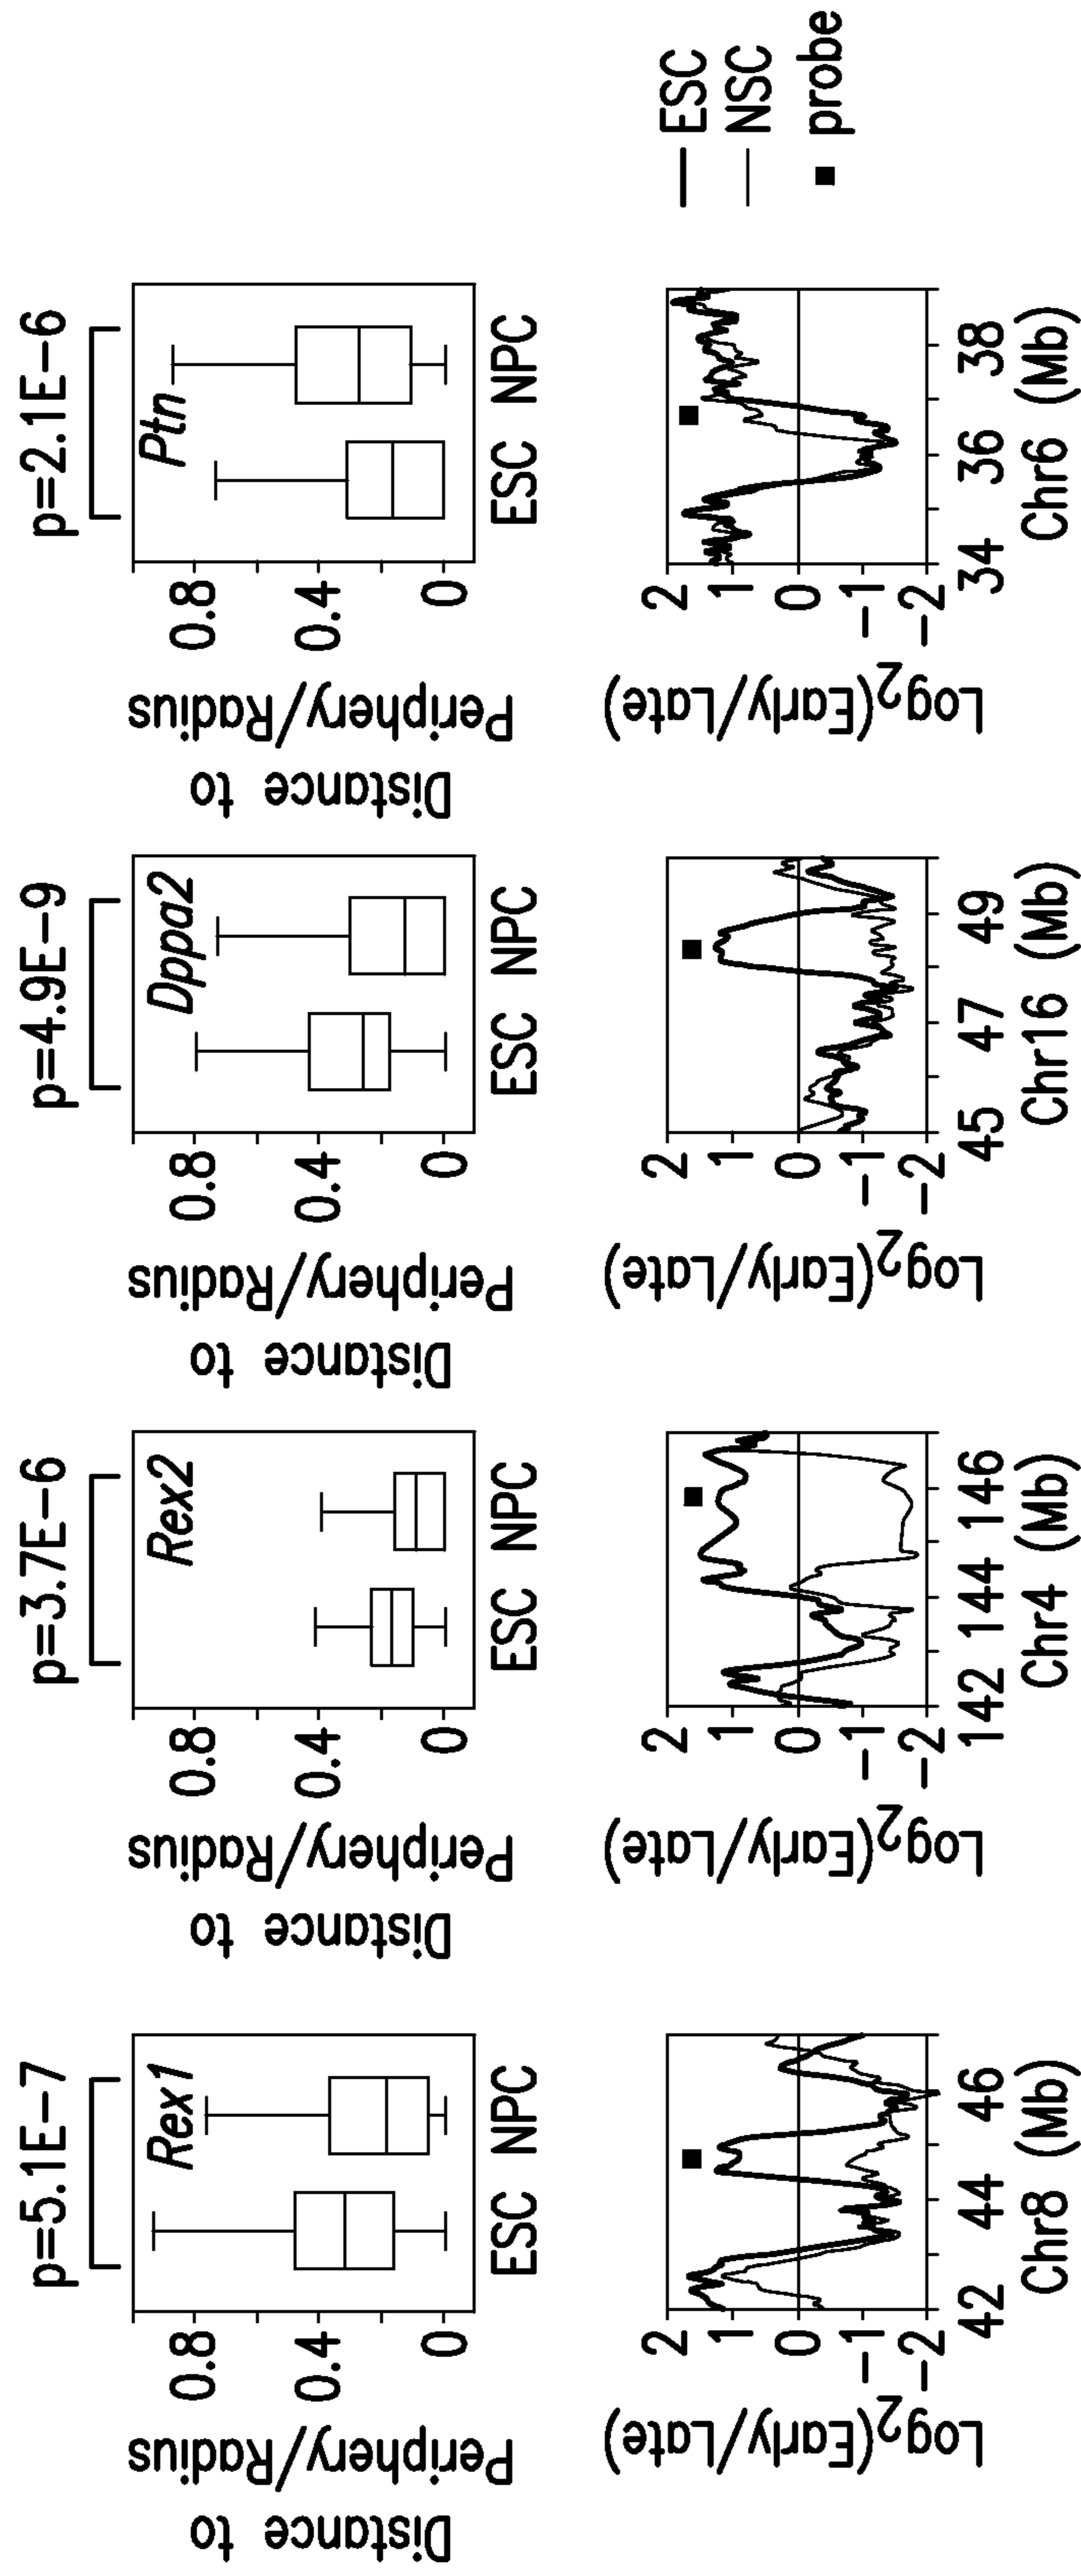 p=5.1E-7
Rex1
Distance to
Periphery/Radius
0.8
0.4
0
ESC NPC
p=3.7E-6
Rex2
Distance to
Periphery/Radius
0.8
0.4
0
ESC NPC
p=4.9E-9
Dppa2
Distance to
Periphery/Radius
0.8
0.4
0
ESC NPC
p=2.1E-6
Ptn
Distance to
Periphery/Radius
0.8
0.4
0
ESC NPC
Log2(Early/Late)
2
1
0
-1
-2
42 44 46
Chr8 (Mb)
Log2(Early/Late)
2
1
0
-1
-2
142 144 146
Chr4 (Mb)
Log2(Early/Late)
2
1
0
-1
-2
45 47 49
Chr16 (Mb)
Log2(Early/Late)
2
1
0
-1
-2
34 36 38
Chr6 (Mb)
ESC
NSC
probe